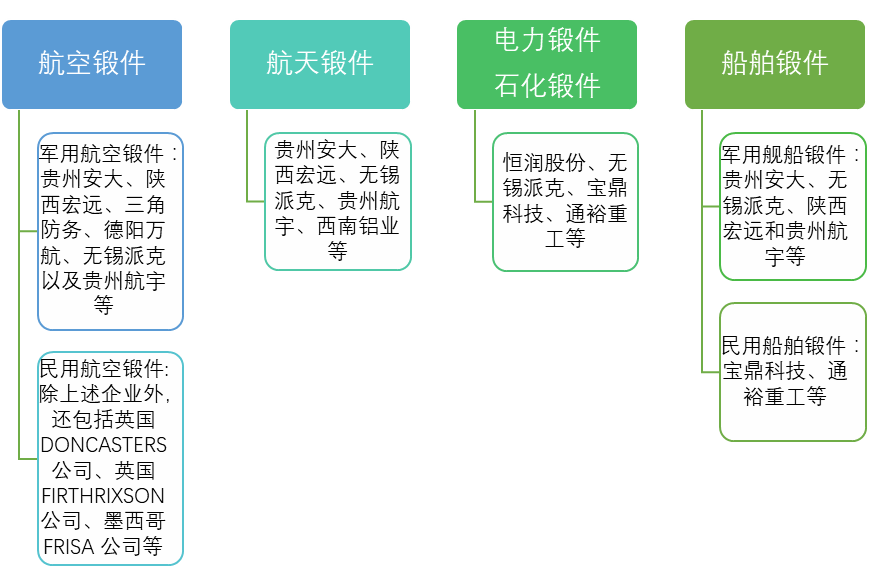 航空锻件
军用航空锻件：
贵州安大、陕
西宏远、三角
防务、德阳万
航、无锡派克
以及贵州航宇
等
民用航空锻件:
除上述企业外,
还包括英国
DONCASTERS
公司、英国
FIRTHRIXSON
公司、墨西哥
FRISA 公司等
航天锻件
贵州安大、陕
西宏远、无锡
派克、贵州航
宇、西南铝业
等
电力锻件
石化锻件
恒润股份、无
锡派克、宝鼎
科技、通裕重
工等
船舶锻件
军用舰船锻件：
贵州安大、无
锡派克、陕西
宏远和贵州航
宇等
民用船舶锻件：
宝鼎科技、通
裕重工等